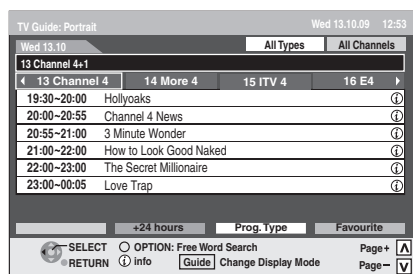 TV Guide: Portrait Wed 13.10.09 12:53
Wed 13.10 All Types All Channels
13 Channel 4+1
13 Channel 4 14 More 4 15 ITV 4 16 E4
19:30~20:00 Hollyoaks
20:00~20:55 Channel 4 News
20:55~21:00 3 Minute Wonder
21:00~22:00 How to Look Good Naked
22:00~23:00 The Secret Millionaire
23:00~00:05 Love Trap
+24 hours Prog. Type Favourite
SELECT OPTION: Free Word Search Page+
RETURN info Guide Change Display Mode Page−